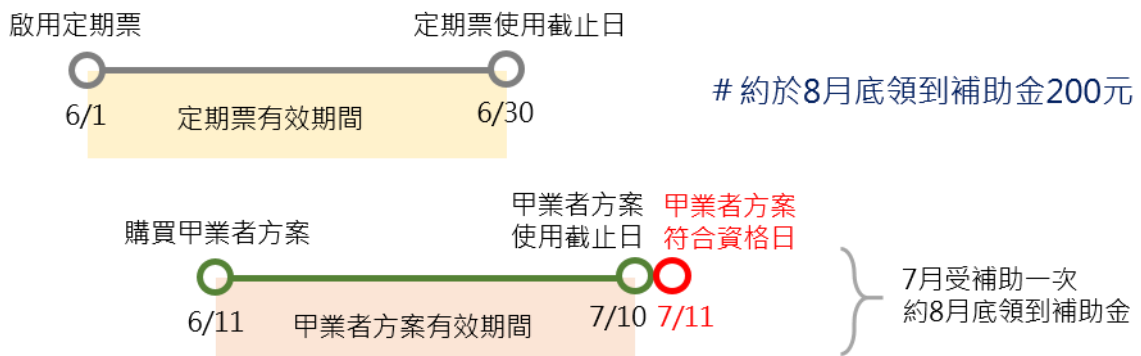 啟用定期票
定期票使用截止日
6/1
定期票有效期間
6/30
#約於8月底領到補助金200元
購買甲業者方案
甲業者方案
使用截止日
甲業者方案
符合資格日
6/11
甲業者方案有效期間
7/10
7/11
7月受補助一次
約8月底領到補助金